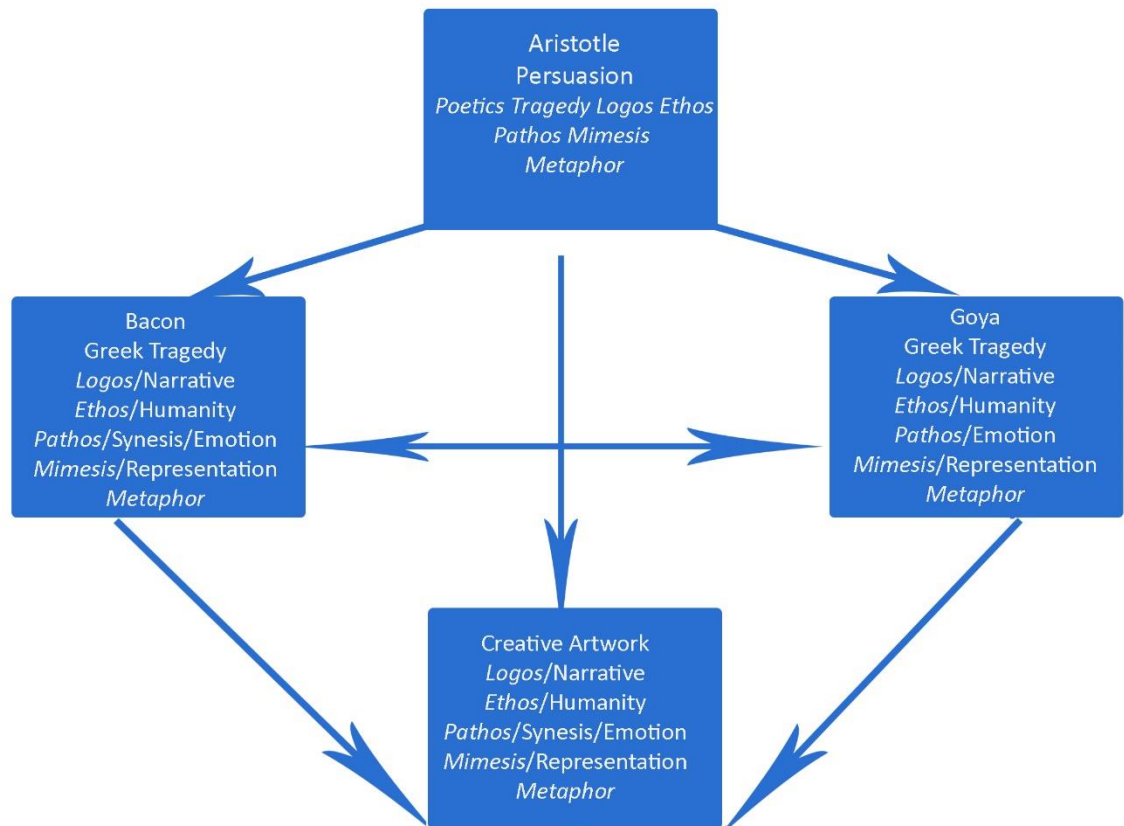 Aristotle
Persuasion
Poetics Tragedy Logos Ethos
Pathos Mimesis
Metaphor
Bacon
Greek Tragedy
Logos/Narrative
Ethos/Humanity
Pathos/Synesis/Emotion
Mimesis/Representation
Metaphor
Goya
Greek Tragedy
Logos/Narrative
Ethos/Humanity
Pathos/Emotion
Mimesis/Representation
Metaphor
Creative Artwork
Logos/Narrative
Ethos/Humanity
Pathos/Synesis/Emotion
Mimesis/Representation
Metaphor